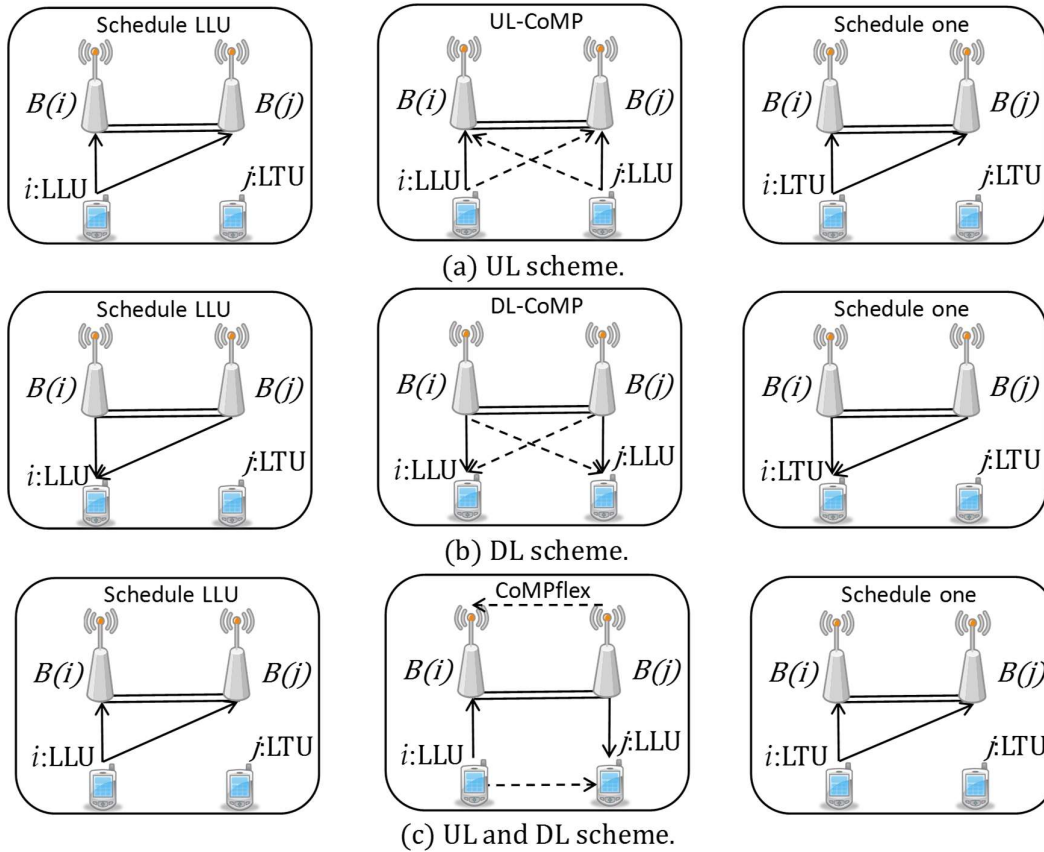 Schedule LLU
UL-CoMP
Schedule one
B(i)
B(j)
B(i)
B(j)
B(i)
B(j)
i:LLU
j:LTU
i:LLU
j:LLU
i:LTU
j:LTU
(a) UL scheme.
Schedule LLU
DL-CoMP
Schedule one
B(i)
B(j)
B(i)
B(j)
B(i)
B(j)
i:LLU
j:LTU
i:LLU
j:LLU
i:LTU
j:LTU
(b) DL scheme.
Schedule LLU
CoMPflex
Schedule one
B(i)
B(j)
B(i)
B(j)
B(i)
B(j)
i:LLU
j:LTU
i:LLU
j:LLU
i:LTU
j:LTU
(c) UL and DL scheme.